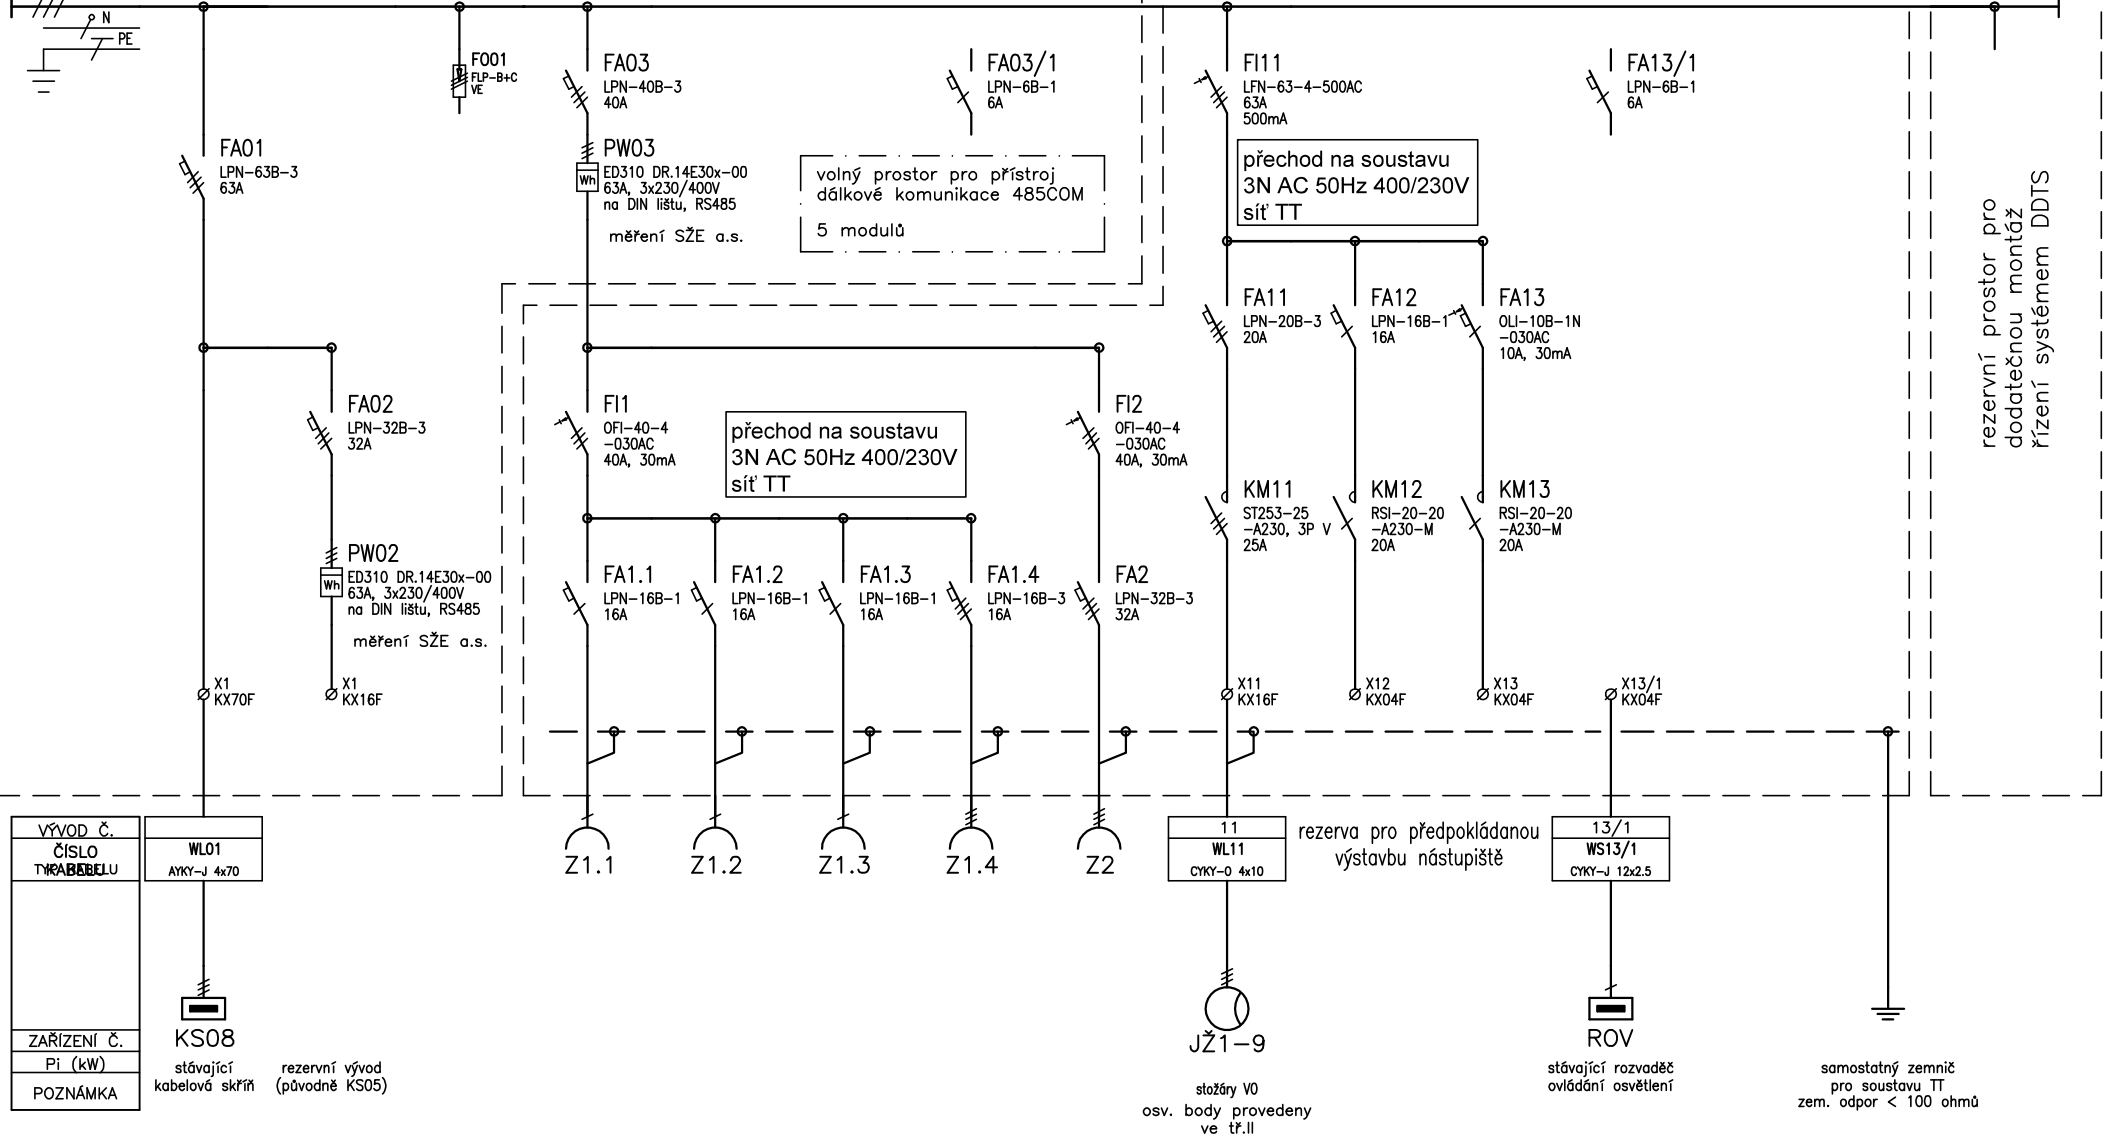 N
PE
FA01
LPN-63B-3
63A
F001
FLP-B+C
VE
FA03
LPN-40B-3
40A
PW03
Wh
ED310 DR.14E30x-00
63A, 3x230/400V
na DIN lištu, RS485
měření SŽE a.s.
FA03/1
LPN-6B-1
6A
volný prostor pro přístroj
dálkové komunikace 485COM
5 modulů
FI11
LFN-63-4-500AC
63A
500mA
přechod na soustavu
3N AC 50Hz 400/230V
síť TT
FA13/1
LPN-6B-1
6A
rezervní prostor pro
dodatečnou montáž
řízení systémem DDTS
FA11
LPN-20B-3
20A
FA12
LPN-16B-1
16A
FA13
OLI-10B-1N
-030AC
10A, 30mA
FA02
LPN-32B-3
32A
FI1
OFI-40-4
-030AC
40A, 30mA
přechod na soustavu
3N AC 50Hz 400/230V
síť TT
FI2
OFI-40-4
-030AC
40A, 30mA
KM11
ST253-25
-A230, 3P V
25A
KM12
RSI-20-20
-A230-M
20A
KM13
RSI-20-20
-A230-M
20A
PW02
Wh
ED310 DR.14E30x-00
63A, 3x230/400V
na DIN lištu, RS485
měření SŽE a.s.
FA1.1
LPN-16B-1
16A
FA1.2
LPN-16B-1
16A
FA1.3
LPN-16B-1
16A
FA1.4
LPN-16B-3
16A
FA2
LPN-32B-3
32A
X1
KX70F
X1
KX16F
X11
KX16F
X12
KX04F
X13
KX04F
X13/1
KX04F
VÝVOD Č.
ČÍSLO
KABELU
TYP KABELU
WL01
AYKY-J 4x70
Z1.1
Z1.2
Z1.3
Z1.4
Z2
11
WL11
CYKY-O 4x10
rezerva pro předpokládanou
výstavbu nástupiště
13/1
WS13/1
CYKY-J 12x2.5
ZAŘÍZENÍ Č.
Pi (kW)
POZNÁMKA
KS08
stávající
kabelová skříň
rezervní vývod
(původně KS05)
JŽ1-9
stožáry VO
osv. body provedeny
ve tř.II
ROV
stávající rozvaděč
ovládání osvětlení
samostatný zemnič
pro soustavu TT
zem. odpor < 100 ohmů